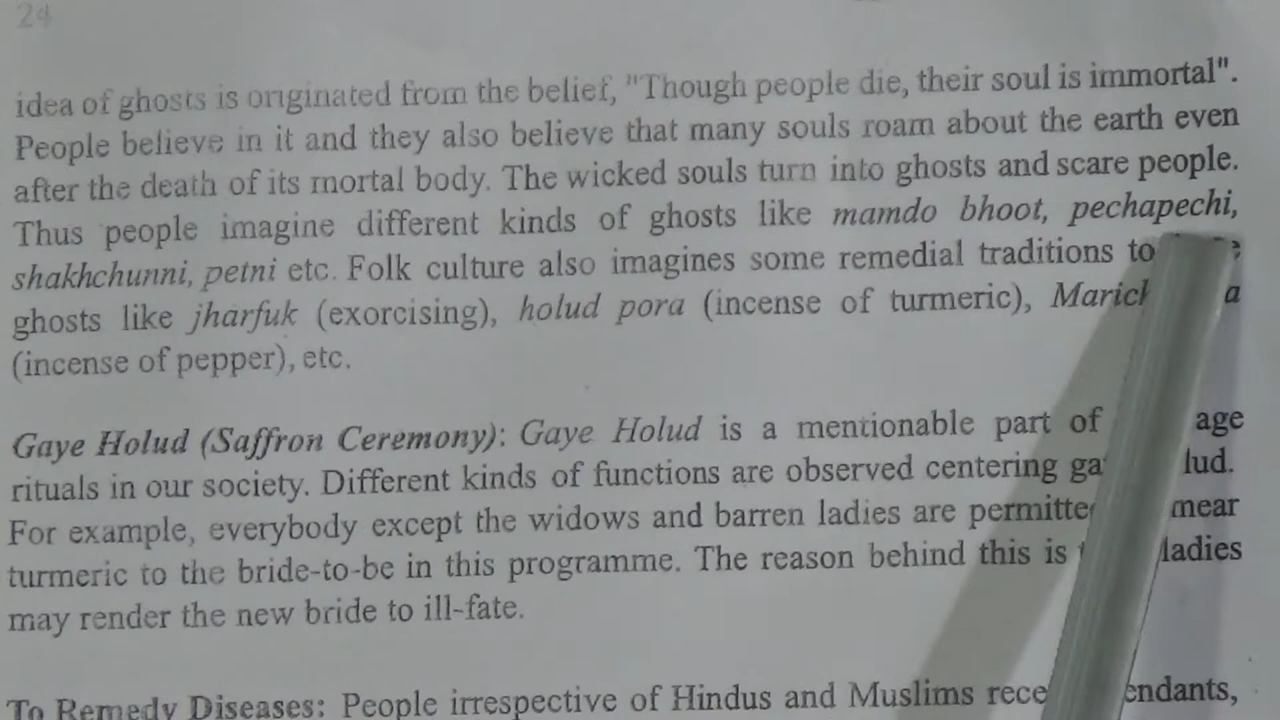 24
idea of ghosts is originated from the belief, "Though people die, their soul is immortal".
People believe in it and they also believe that many souls roam about the earth even
after the death of its mortal body. The wicked souls turn into ghosts and scare people.
Thus people imagine different kinds of ghosts like mamdo bhoot, pechapechi,
shakhchunni, petni etc. Folk culture also imagines some remedial traditions to
ghosts like jharfuk (exorcising), holud pora (incense of turmeric),
(incense of pepper), etc.
Gaye Holud (Saffron Ceremony): Gaye Holud is a mentionable part of
rituals in our society. Different kinds of functions are observed centering
For example, everybody except the widows and barren ladies are
turmeric to the bride-to-be in this programme. The reason behind this is ladies
may render the new bride to ill-fate.
To Remedy Diseases: People irrespective of Hindus and Muslims